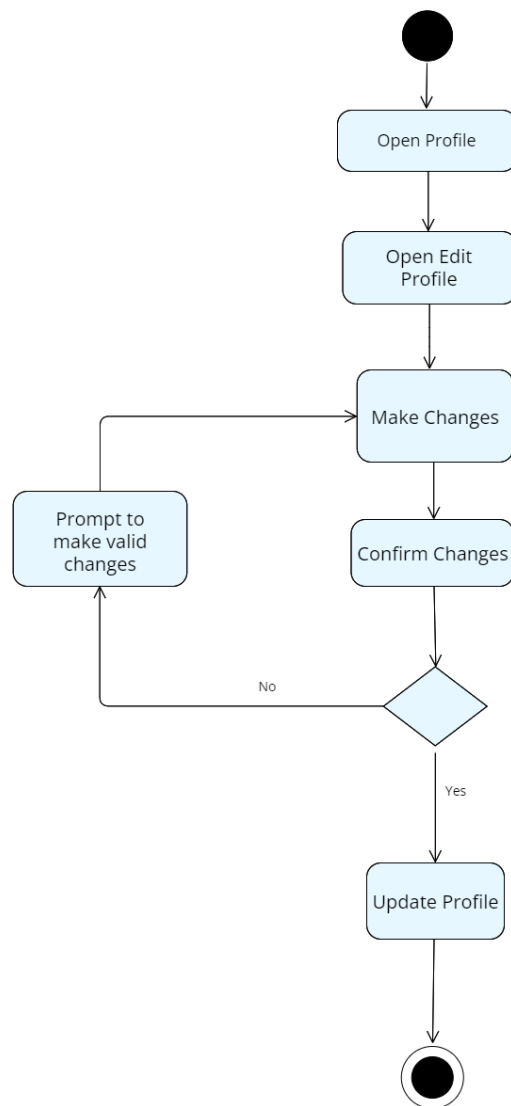 Open Profile
Open Edit
Profile
Make Changes
Prompt to
make valid
changes
Confirm Changes
No
Yes
Update Profile